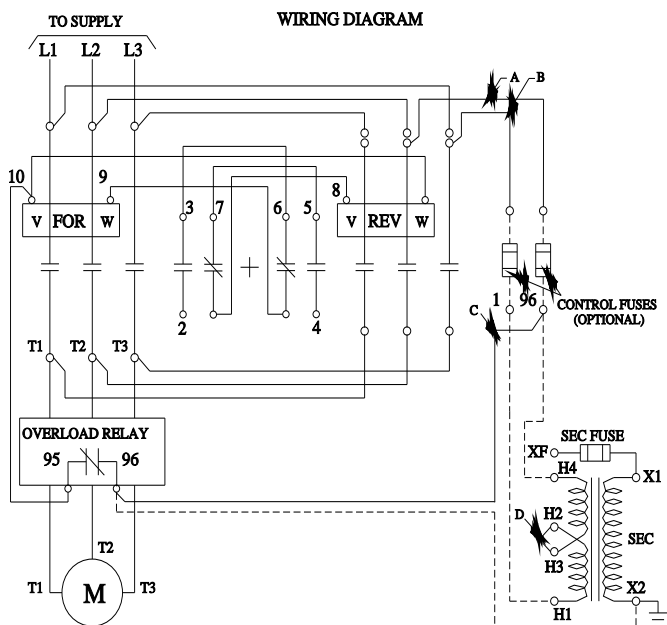 WIRING DIAGRAM
TO SUPPLY
L1 L2 L3
A B
10 9 3 7 6 5 8
V FOR W V REV W
2 4
1 96 CONTROL FUSES
(OPTIONAL)
C
T1 T2 T3
OVERLOAD RELAY
95 96
SEC FUSE
XF
H4 X1
D H2
H3
SEC
X2
H1
T2
T1 M T3